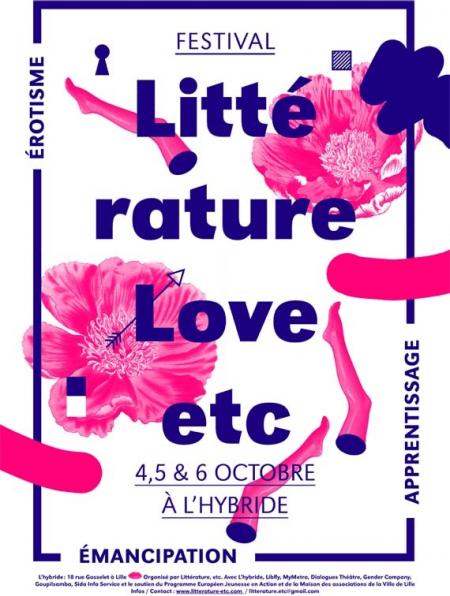 FESTIVAL
Litté
rature
Love
etc
4,5 & 6 OCTOBRE
À L'HYBRIDE
ÉROTISME
APPRENTISSAGE
ÉMANCIPATION
L'hybride : 18 rue Gosselet à Lille Organisé par Littérature, etc. Avec L'hybride, Libfly, MyMetra, Dialogues Théâtre, Gender Company,
Goupilsamba, Sida Info Service et le soutien du Programme Européen Jeunesse en Action et de la Maison des associations de la Ville de Lille
Infos / Contact : www.litterature-etc.com / litterature.etc@gmail.com